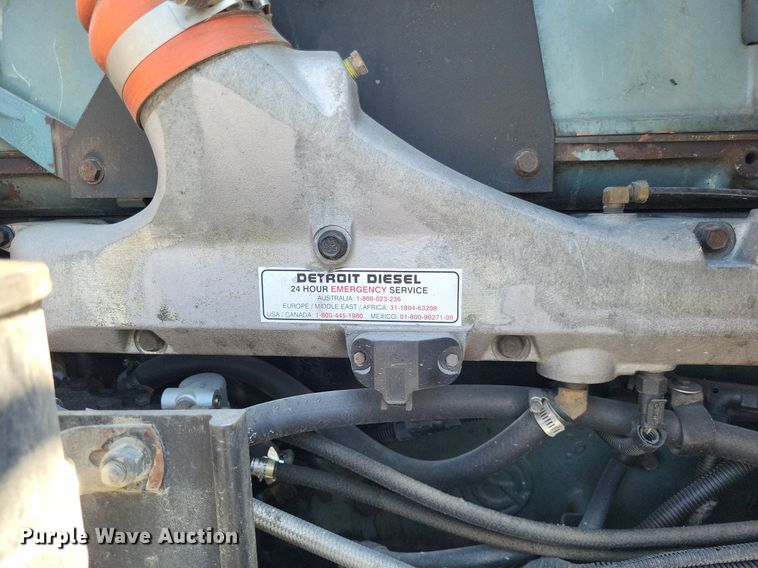 DETROIT DIESEL
24 HOUR EMERGENCY SERVICE
AUSTRALIA: 1-800-023-236
EUROPE / MIDDLE EAST / AFRICA: 31-1804-63208
USA / CANADA: 1-800-445-1980 MEXICO: 01-800-90271-00
Purple Wave Auction